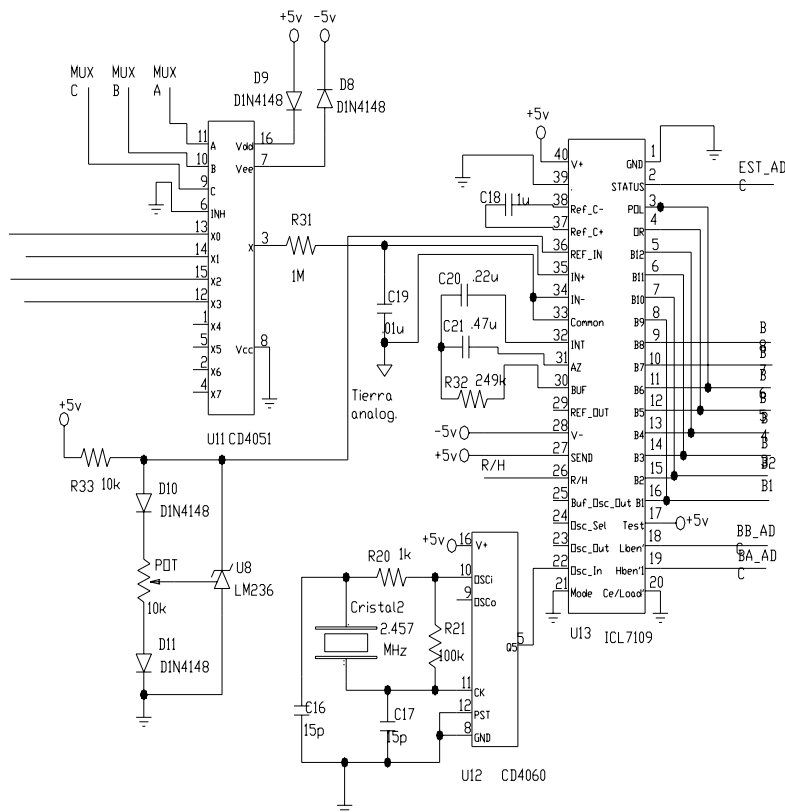 +5v
-5v
MUX C
MUX B
MUX A
D9
D1N4148
D8
D1N4148
11
A
10
B
9
C
6
INH
13
X0
14
X1
15
X2
12
X3
1
X4
5
X5
2
X6
4
X7
Vdd
16
Vee
7
X
3
Vcc
8
U11 CD4051
R31
1M
C19
.01u
Tierra
analog.
+5v
R33 10k
D10
D1N4148
POT
10k
U8
LM236
D11
D1N4148
+5v
40
V+
39
38
Ref_C-
37
Ref_C+
36
REF_IN
35
IN+
34
IN-
33
Common
32
INT
31
AZ
30
BUF
29
REF_OUT
28
V-
27
SEND
26
R/H
25
Buf_Osc_Out
24
Osc_Sel
23
Osc_Out
22
Osc_In
21
Mode
C18
1u
C20
.22u
C21
.47u
R32
249k
-5v
+5v
R/H
GND
1
STATUS
2
POL
3
OR
4
B12
5
B11
6
B10
7
B9
8
B8
9
B7
10
B6
11
B5
12
B4
13
B3
14
B2
15
B1
16
Test
17
+5v
Lben'
18
Hben'1
19
Ce/Load'
20
EST_AD
C
B
B
B
B
B2
B1
BB_AD
C
BA_AD
C
U13
ICL7109
+5v
16
V+
10
OSCi
9
OSCo
11
CK
12
PST
8
GND
Q5
5
U12
CD4060
R20
1k
Cristal2
2.457
MHz
R21
100k
C16
15p
C17
15p